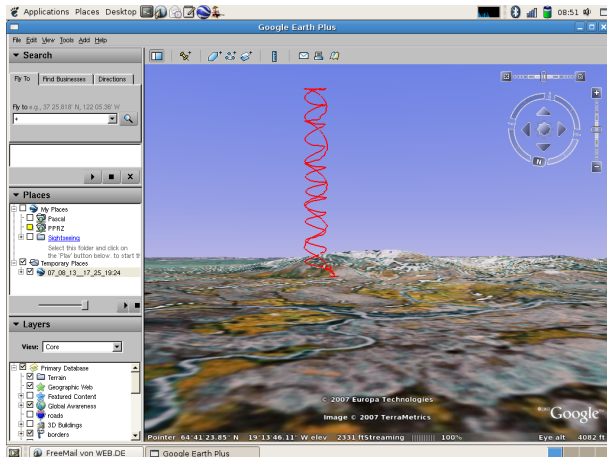 Applications Places Desktop
08:51
Google Earth Plus
File Edit View Tools Add Help
Search
Fly To
Find Businesses
Directions
Fly to e.g., 37 25.818' N, 122 05.36' W
Places
My Places
Pascal
PPRZ
Sightseeing
Select this folder and click on
the 'Play' button below, to start th
Temporary Places
07_08_13__17_25_19:24
Layers
View: Core
Primary Database
Terrain
Geographic Web
Featured Content
Global Awareness
roads
3D Buildings
borders
N
© 2007 Europa Technologies
Image © 2007 TerraMetrics
Google
Pointer 64°41'23.85" N 19°13'46.11" W elev 2331 ft Streaming |||||||||| 100% Eye alt 4082 ft
FreeMail von WEB.DE
Google Earth Plus